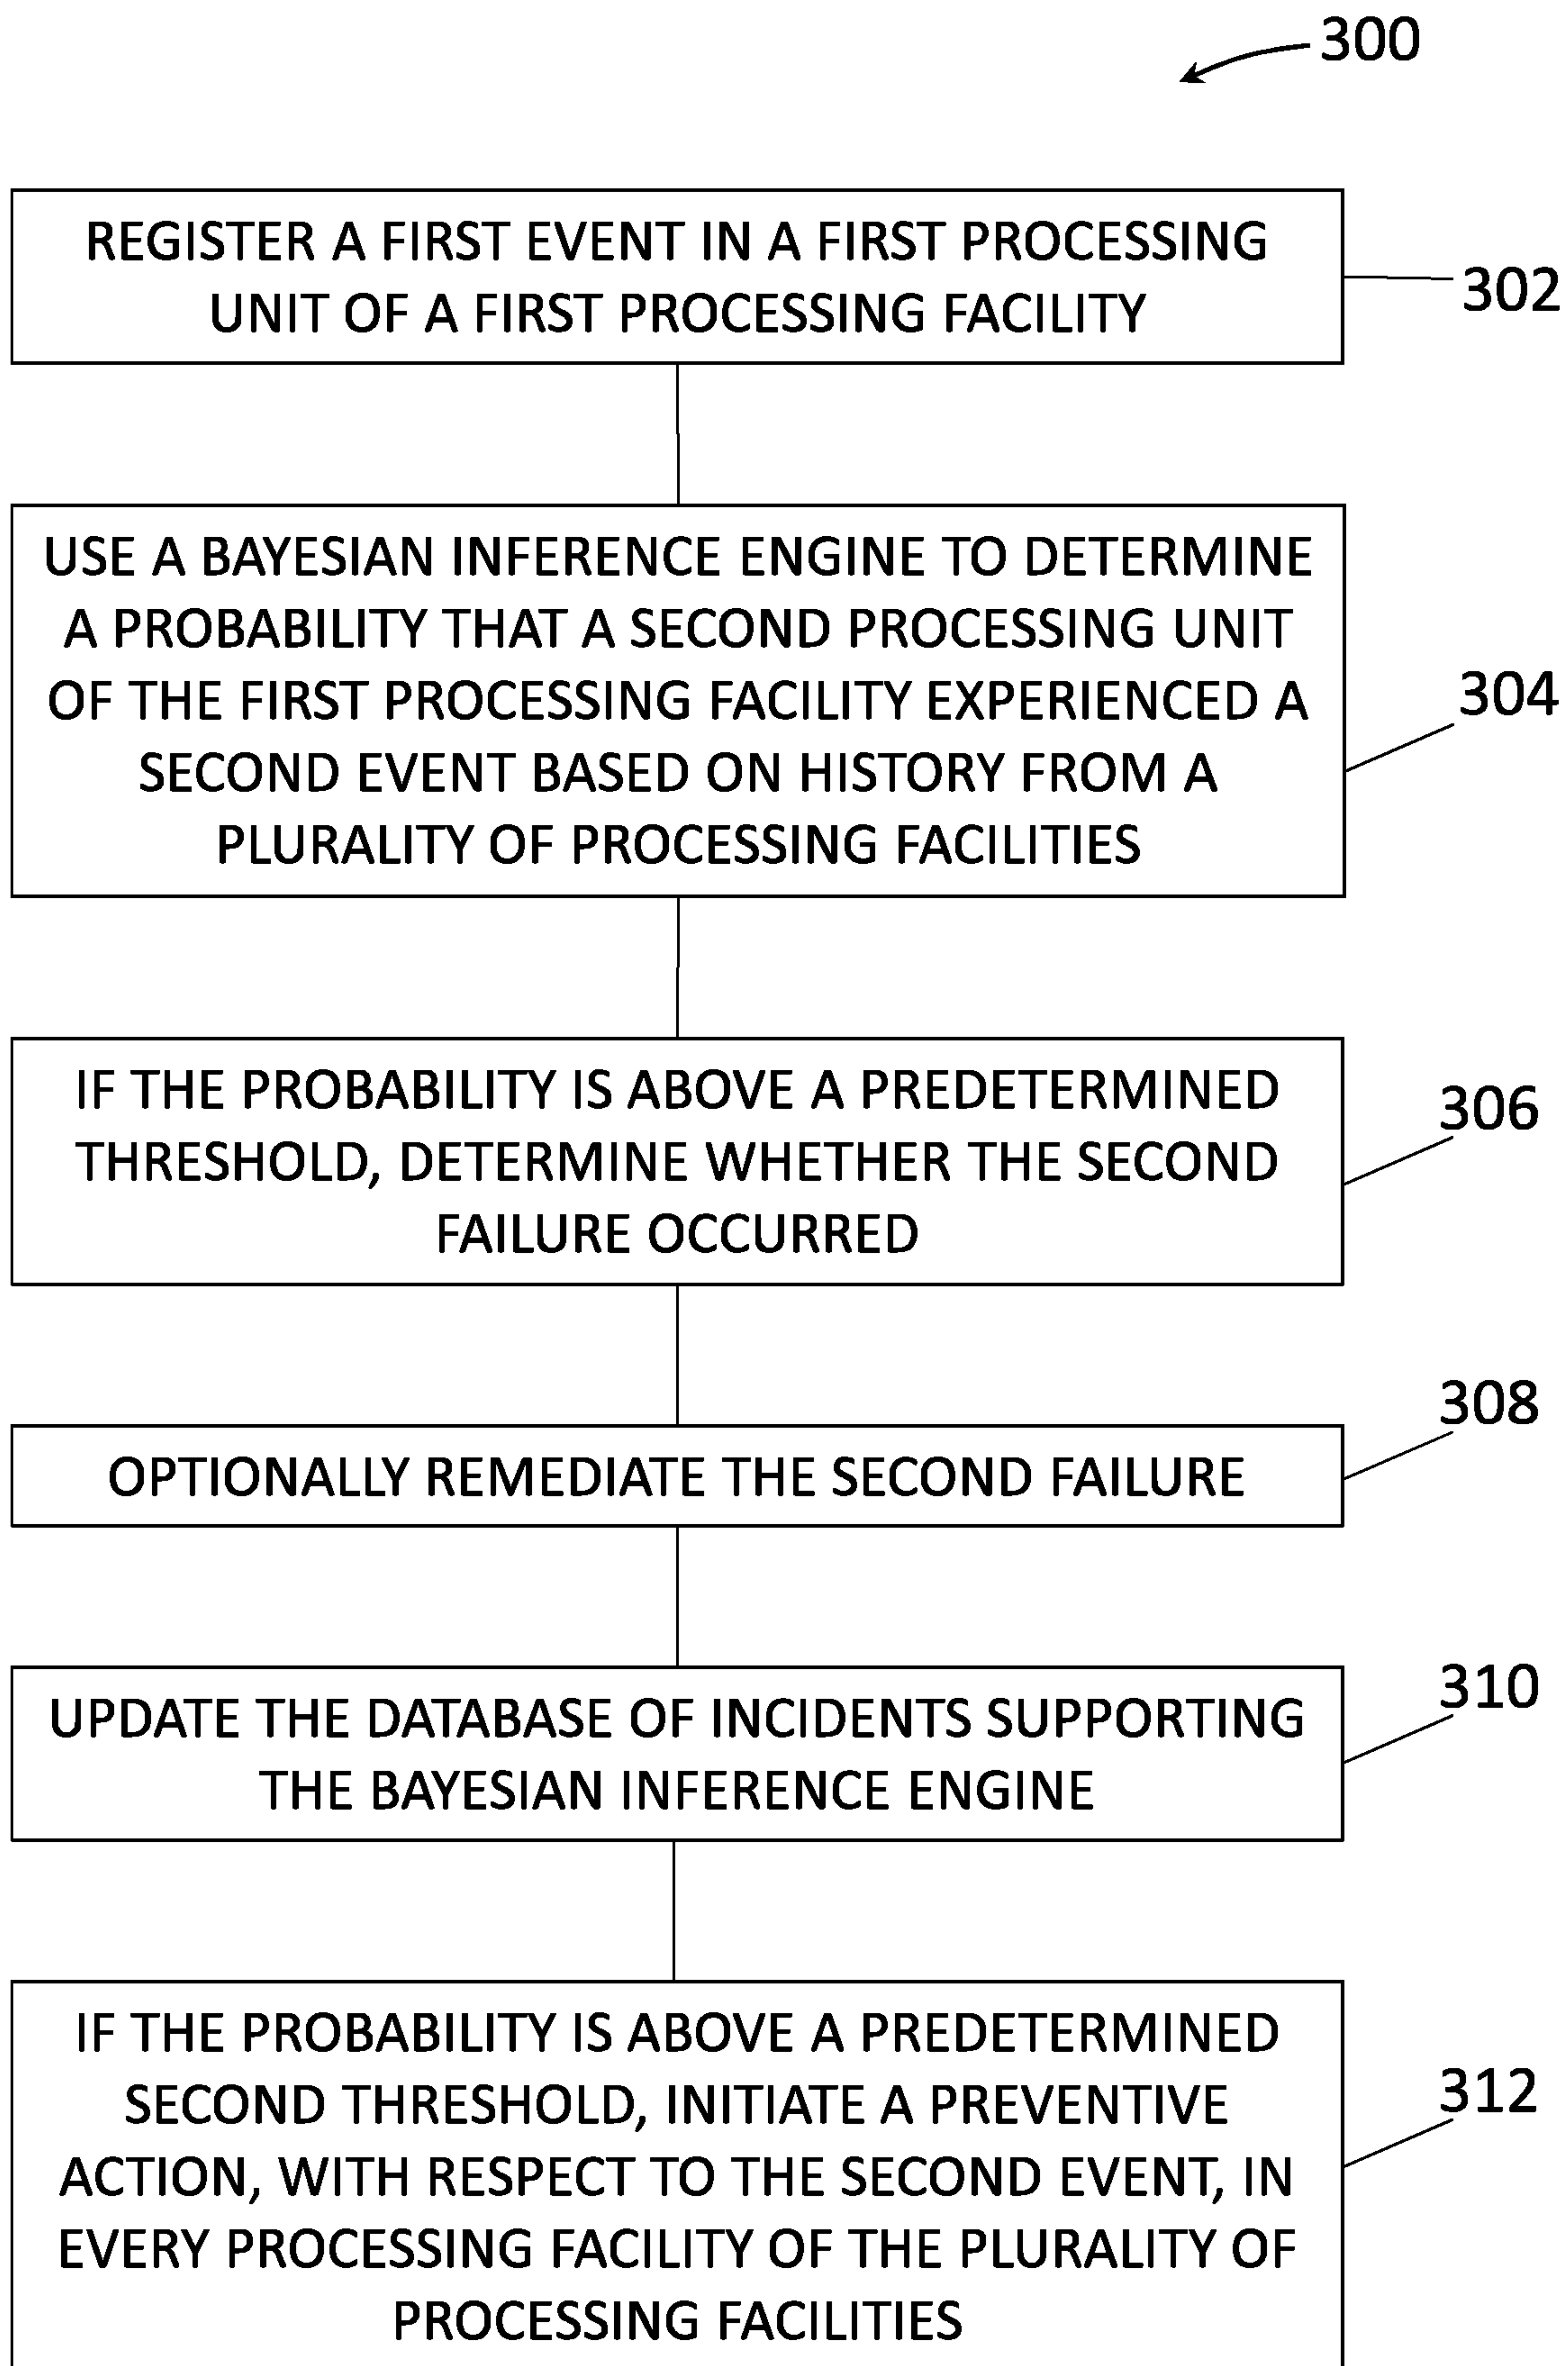 300
REGISTER A FIRST EVENT IN A FIRST PROCESSING
UNIT OF A FIRST PROCESSING FACILITY
302
USE A BAYESIAN INFERENCE ENGINE TO DETERMINE
A PROBABILITY THAT A SECOND PROCESSING UNIT
OF THE FIRST PROCESSING FACILITY EXPERIENCED A
SECOND EVENT BASED ON HISTORY FROM A
PLURALITY OF PROCESSING FACILITIES
304
IF THE PROBABILITY IS ABOVE A PREDETERMINED
THRESHOLD, DETERMINE WHETHER THE SECOND
FAILURE OCCURRED
306
OPTIONALLY REMEDIATE THE SECOND FAILURE
308
UPDATE THE DATABASE OF INCIDENTS SUPPORTING
THE BAYESIAN INFERENCE ENGINE
310
IF THE PROBABILITY IS ABOVE A PREDETERMINED
SECOND THRESHOLD, INITIATE A PREVENTIVE
ACTION, WITH RESPECT TO THE SECOND EVENT, IN
EVERY PROCESSING FACILITY OF THE PLURALITY OF
PROCESSING FACILITIES
312